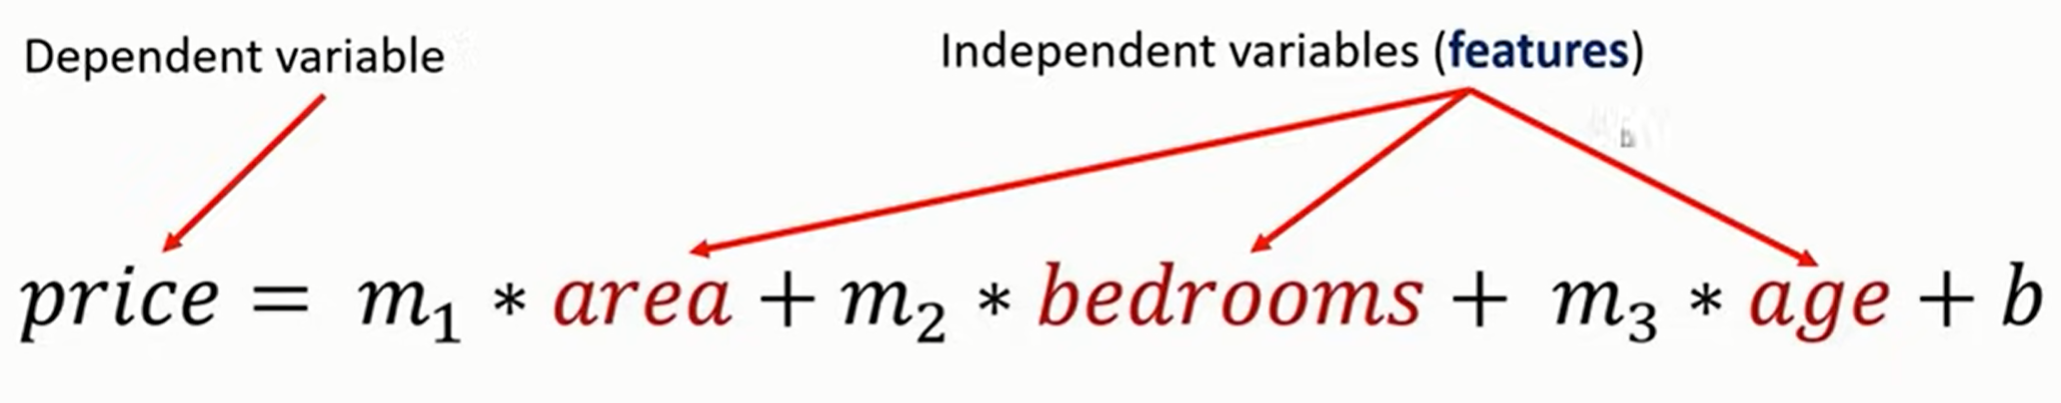 Dependent variable
Independent variables (features)
price = m₁ * area + m₂ * bedrooms + m₃ * age + b